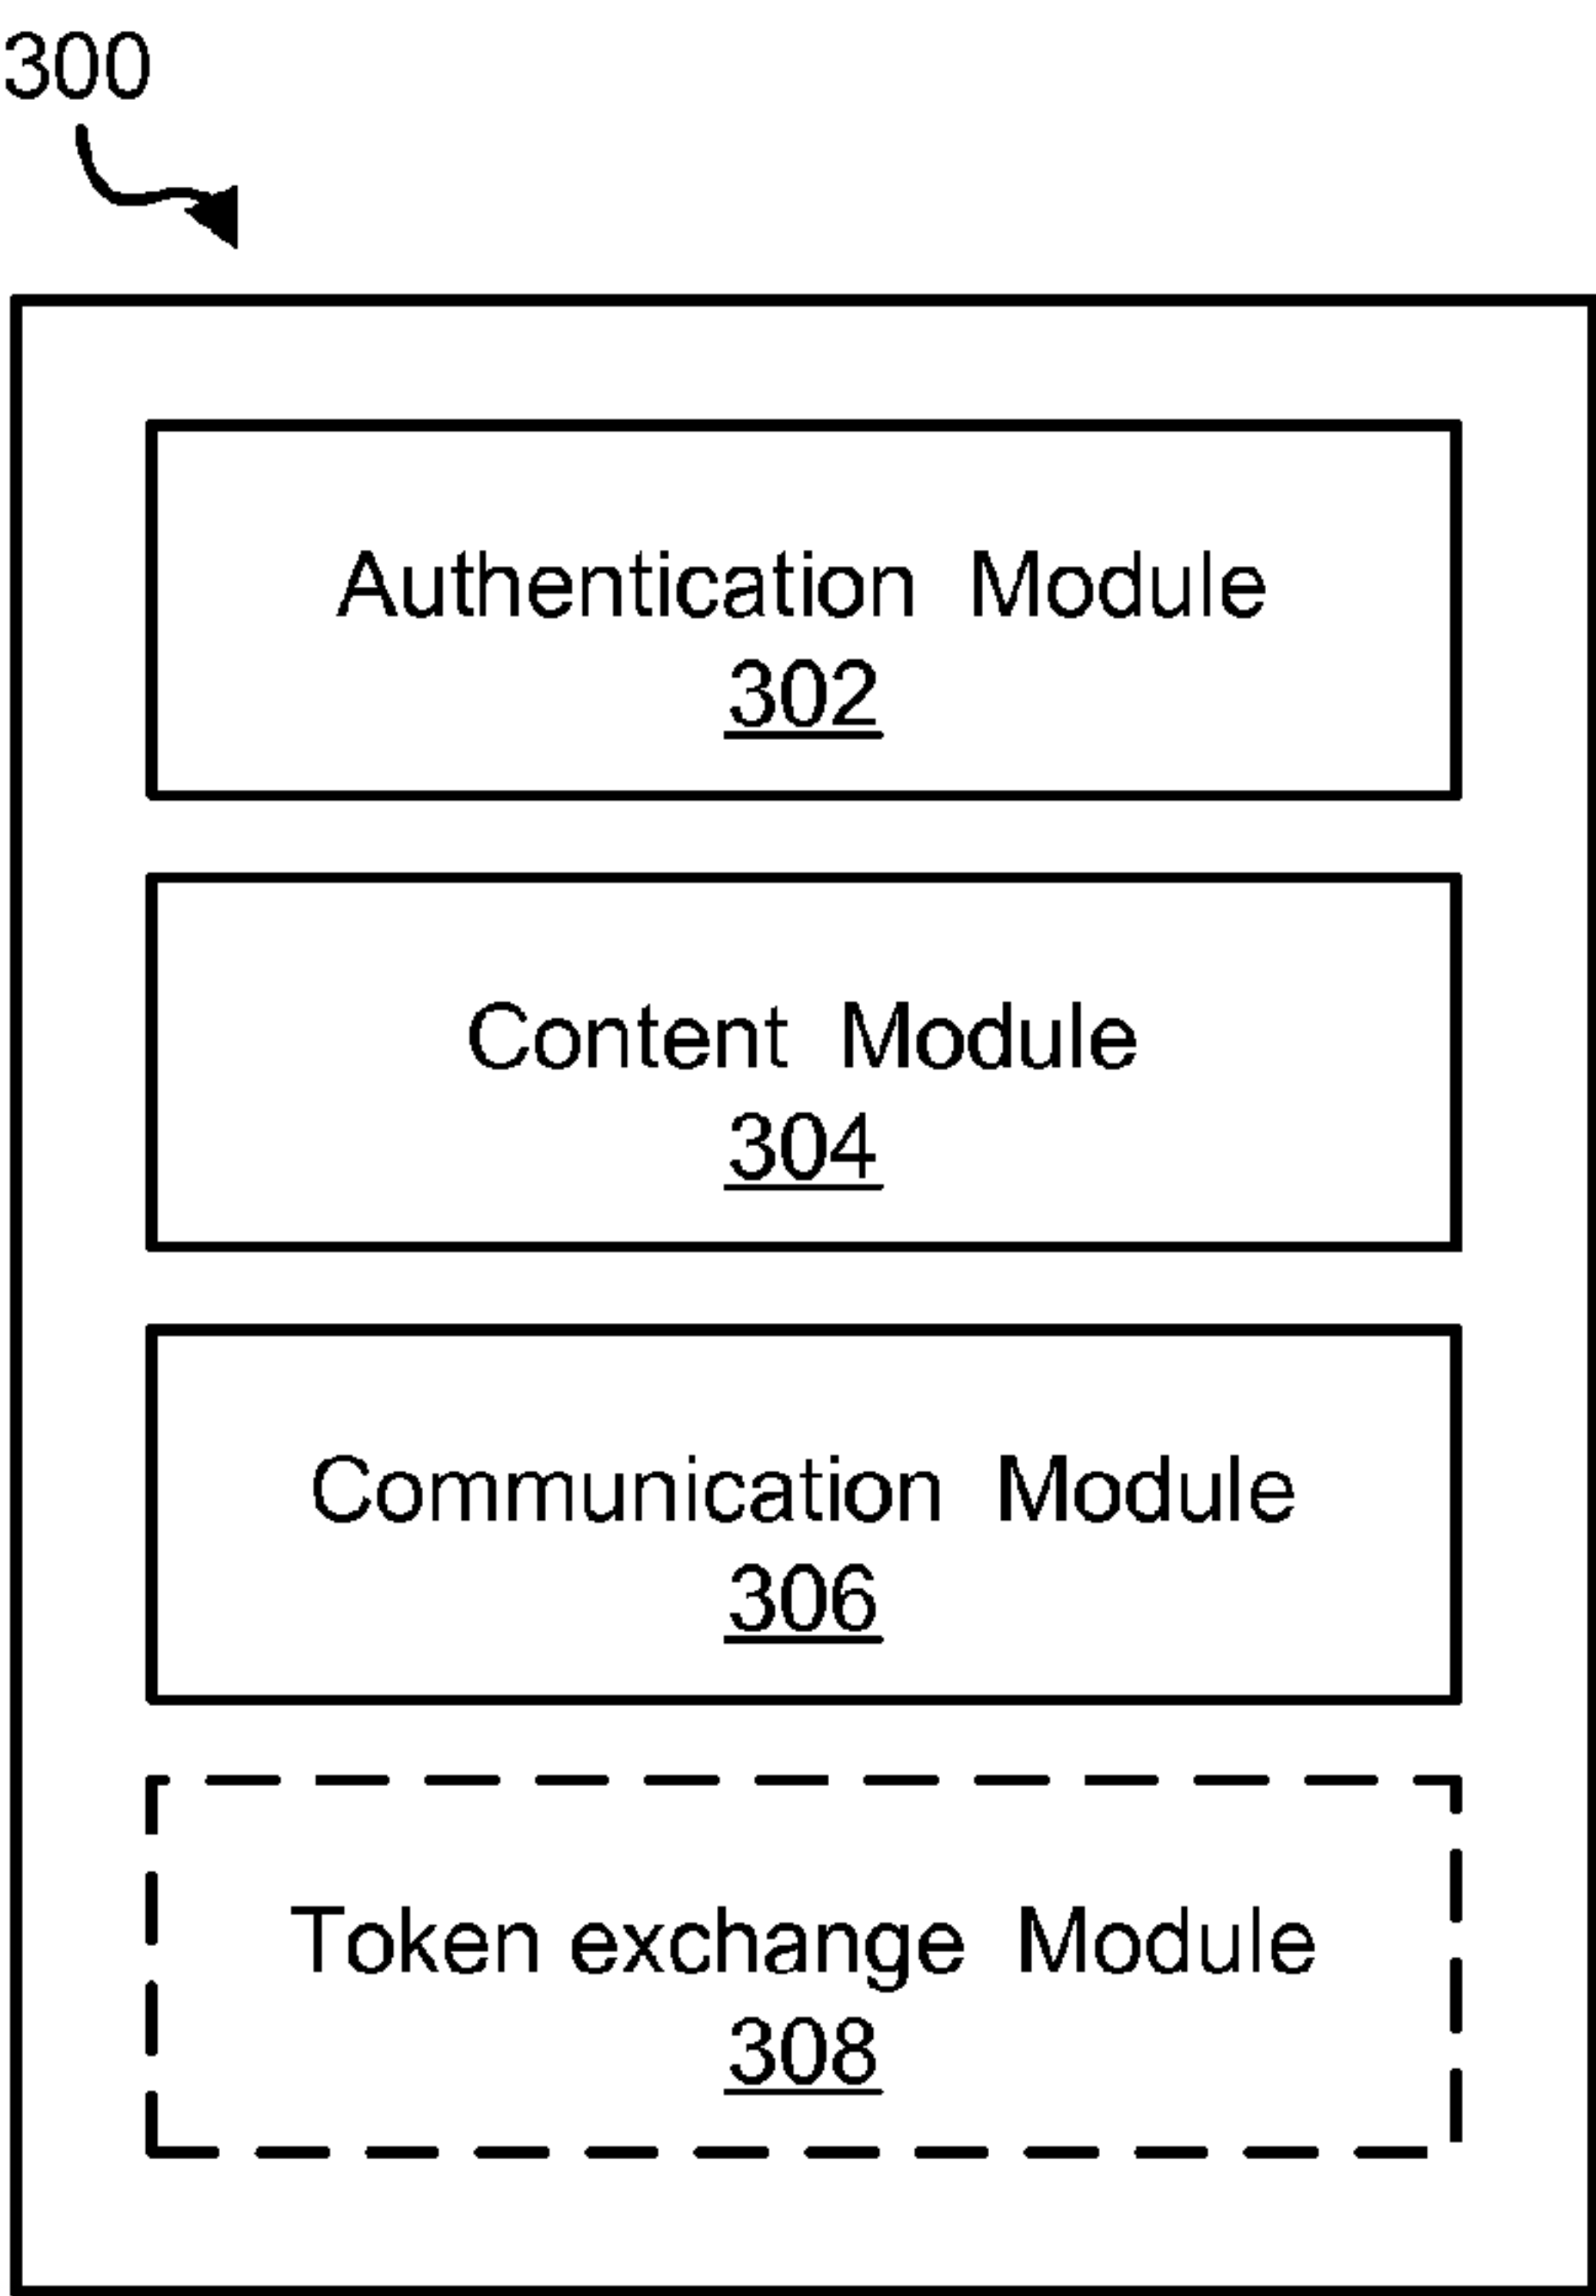 300
Authentication Module
302
Content Module
304
Communication Module
306
Token exchange Module
308